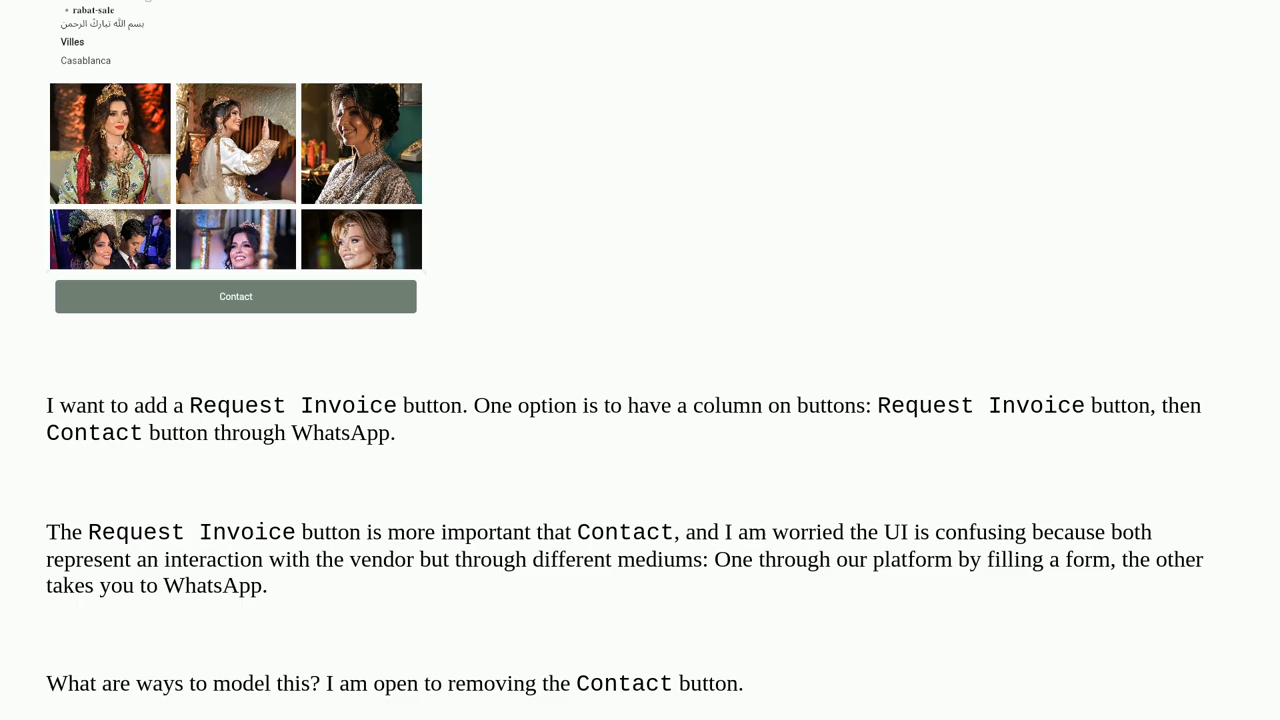 rabat-sale
بسم الله تبارك الرحمن
Villes
Casablanca
Contact
I want to add a Request Invoice button. One option is to have a column on buttons: Request Invoice button, then
Contact button through WhatsApp.
The Request Invoice button is more important that Contact, and I am worried the UI is confusing because both
represent an interaction with the vendor but through different mediums: One through our platform by filling a form, the other
takes you to WhatsApp.
What are ways to model this? I am open to removing the Contact button.